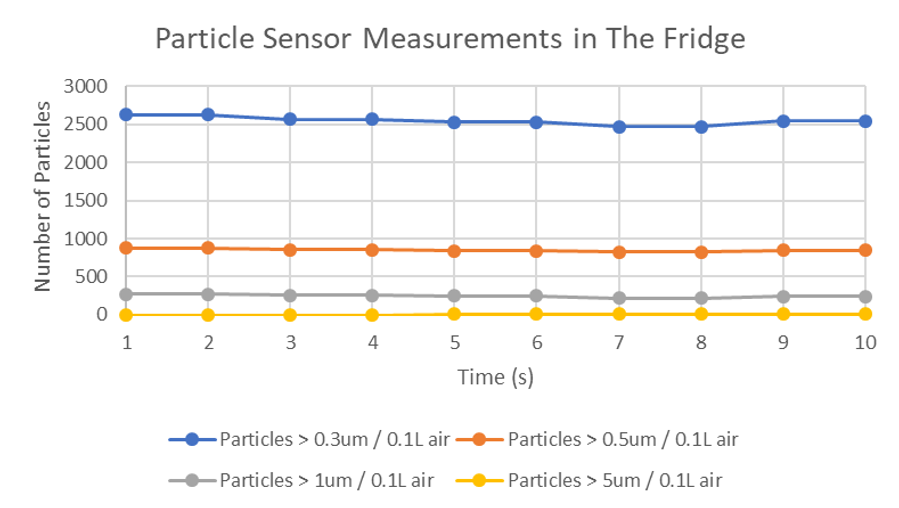 Particle Sensor Measurements in The Fridge
Number of Particles
3000
2500
2000
1500
1000
500
0
1 2 3 4 5 6 7 8 9 10
Time (s)
Particles > 0.3um / 0.1L air Particles > 0.5um / 0.1L air
Particles > 1um / 0.1L air Particles > 5um / 0.1L air